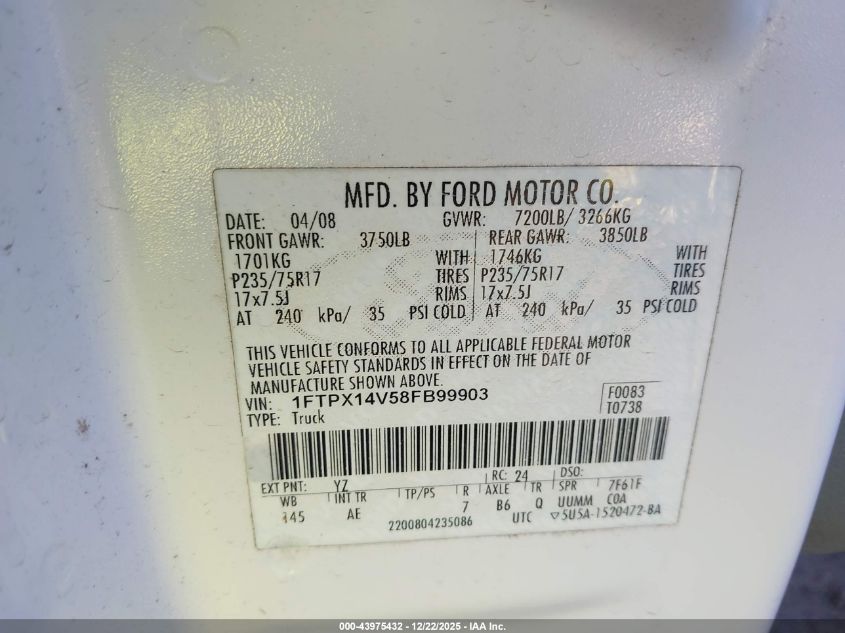 MFD. BY FORD MOTOR CO.
DATE: 04/08 GVWR: 7200LB/ 3266KG
FRONT GAWR: 3750LB REAR GAWR: 3850LB
1701KG WITH 1746KG WITH
P235/75R17 TIRES P235/75R17 TIRES
17x7.5J RIMS 17x7.5J RIMS
AT 240 kPa/ 35 PSI COLD AT 240 kPa/ 35 PSI COLD
THIS VEHICLE CONFORMS TO ALL APPLICABLE FEDERAL MOTOR
VEHICLE SAFETY STANDARDS IN EFFECT ON THE DATE OF
MANUFACTURE SHOWN ABOVE.
VIN: 1FTPX14V58FB99903 F0083
TYPE: Truck T0738
EXT PNT: YZ RC: 24 DSO:
WB INT TR TP/PS R AXLE TR SPR 7F61F
145 AE 7 B6 Q UUMM COA
2200804235086 UTC ▽5U5A-1520472-BA
000-43975432 - 12/22/2025 - IAA Inc.